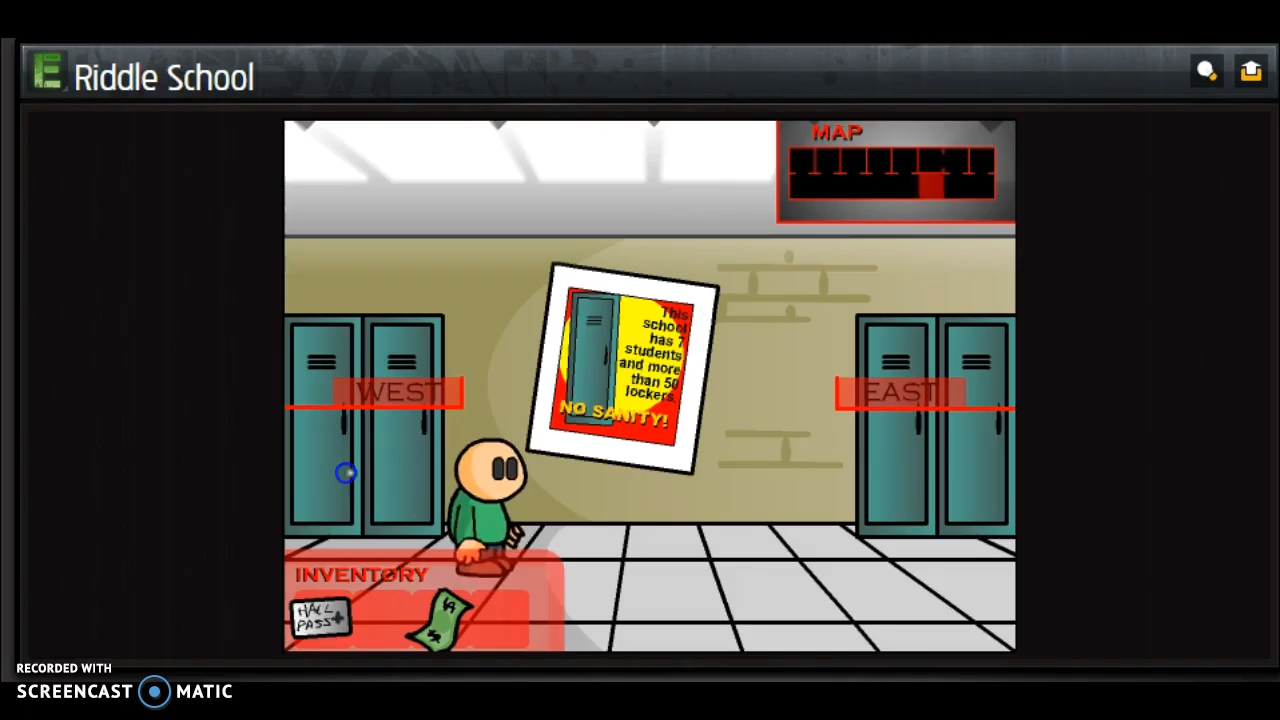 Riddle School
MAP
This
school
has 7
students
and more
than 50
lockers.
NO SANITY!
WEST
EAST
INVENTORY
HALL
PASS
RECORDED WITH
SCREENCAST MATIC